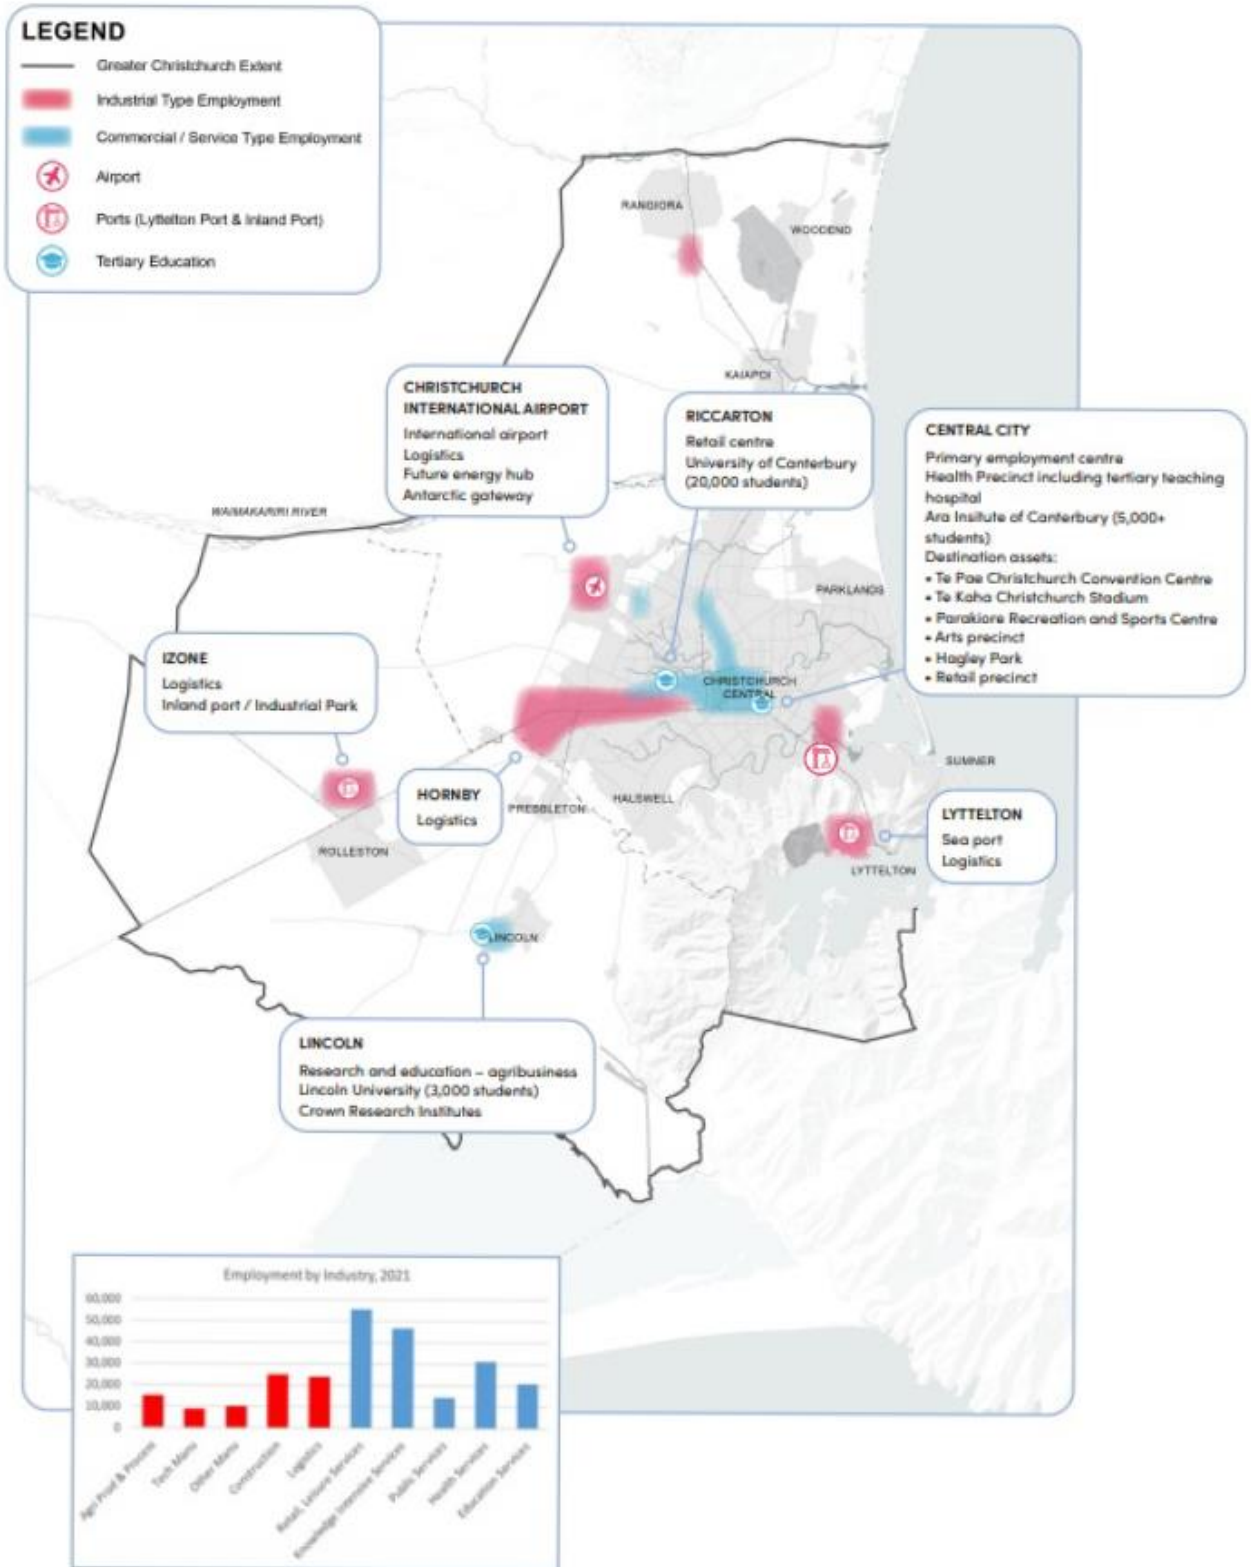 LEGEND
Greater Christchurch Extent
Industrial Type Employment
Commercial / Service Type Employment
Airport
Ports (Lyttelton Port & Inland Port)
Tertiary Education
RANGIORA
WOODEND
KAIAPOI
CHRISTCHURCH
INTERNATIONAL AIRPORT
International airport
Logistics
Future energy hub
Antarctic gateway
RICCARTON
Retail centre
University of Canterbury
(20,000 students)
CENTRAL CITY
Primary employment centre
Health Precinct including tertiary teaching
hospital
Ara Insitute of Canterbury (5,000+
students)
Destination assets:
• Te Pae Christchurch Convention Centre
• Te Kaha Christchurch Stadium
• Parakiore Recreation and Sports Centre
• Arts precinct
• Hagley Park
• Retail precinct
WAIMAKARIRI RIVER
PARKLANDS
IZONE
Logistics
Inland port / Industrial Park
CHRISTCHURCH
CENTRAL
SUMNER
HORNBY
Logistics
PREBBLETON
HALSWELL
ROLLESTON
LYTTELTON
Sea port
Logistics
LYTTELTON
LINCOLN
LINCOLN
Research and education – agribusiness
Lincoln University (3,000 students)
Crown Research Institutes
Employment by Industry, 2021
60,000
50,000
40,000
30,000
20,000
10,000
0
Agri Prod & Process
Tech Manu
Other Manu
Construction
Logistics
Retail, Leisure Services
Knowledge Intensive Services
Public Services
Health Services
Education Services